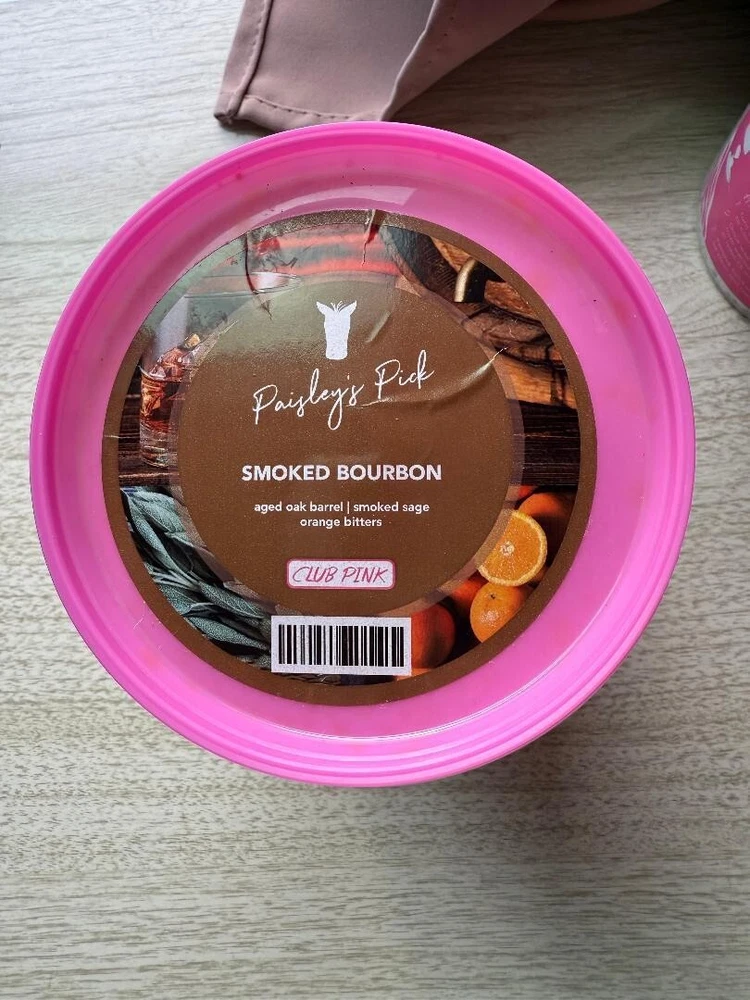 Paisley's Pick
SMOKED BOURBON
aged oak barrel | smoked sage
orange bitters
CLUB PINK